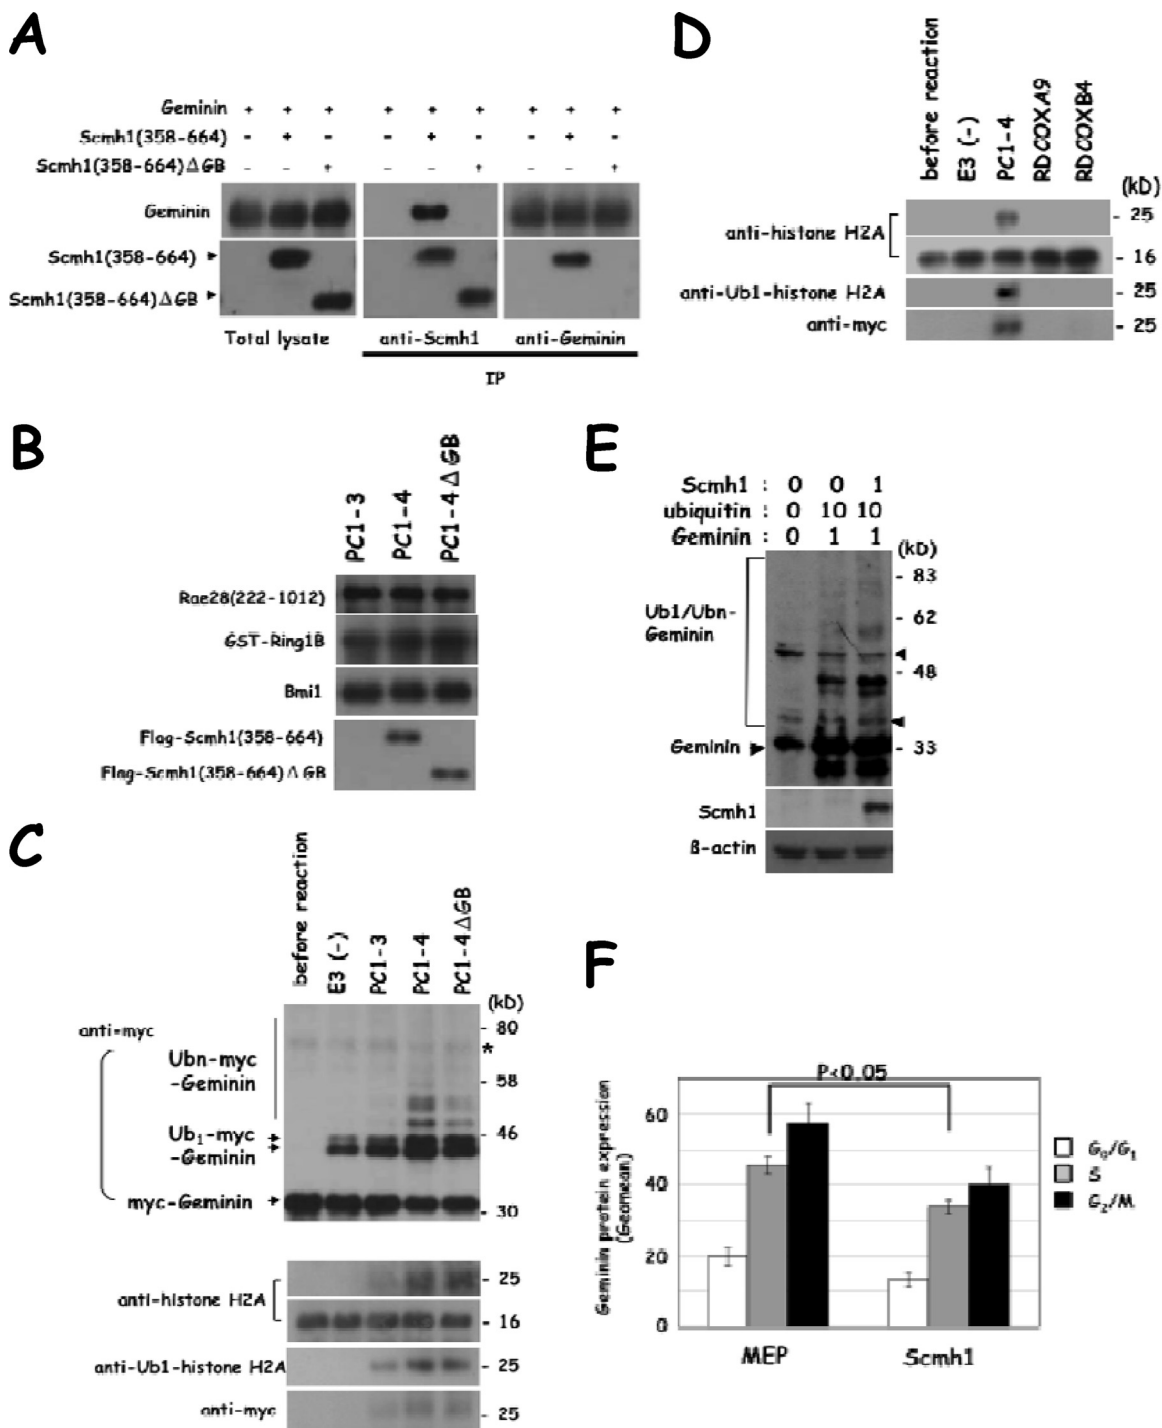 A
Geminin + + + + + + + + +
Scmh1(358-664) - + - - + - - + -
Scmh1(358-664)ΔGB - - + - - + - - +
Geminin
Scmh1(358-664)
Scmh1(358-664)ΔGB
Total lysate anti-Scmh1 anti-Geminin
IP
B
PC1-3
PC1-4
PC1-4ΔGB
Rae28(222-1012)
GST-Ring1B
Bmi1
Flag-Scmh1(358-664)
Flag-Scmh1(358-664)ΔGB
C
before reaction
E3 (-)
PC1-3
PC1-4
PC1-4ΔGB
(kD)
anti=myc
Ubn-myc
-Geminin
Ub1-myc
-Geminin
myc-Geminin
- 80
*
- 58
- 46
- 30
anti=histone H2A
- 25
- 16
anti-Ub1-histone H2A
- 25
anti-myc
- 25
D
before reaction
E3 (-)
PC1-4
RDCOXA9
RDCOXB4
(kD)
anti-histone H2A
- 25
- 16
anti-Ub1-histone H2A
- 25
anti-myc
- 25
E
Scmh1 : 0 0 1
ubiquitin : 0 10 10
Geminin : 0 1 1
(kD)
Ub1/Ubn-
Geminin
- 83
- 62
- 48
Geminin
- 33
Scmh1
ß-actin
F
P<0.05
Geminin protein expression
(Geomean)
60
40
20
0
MEP Scmh1
G0/G1
S
G2/M